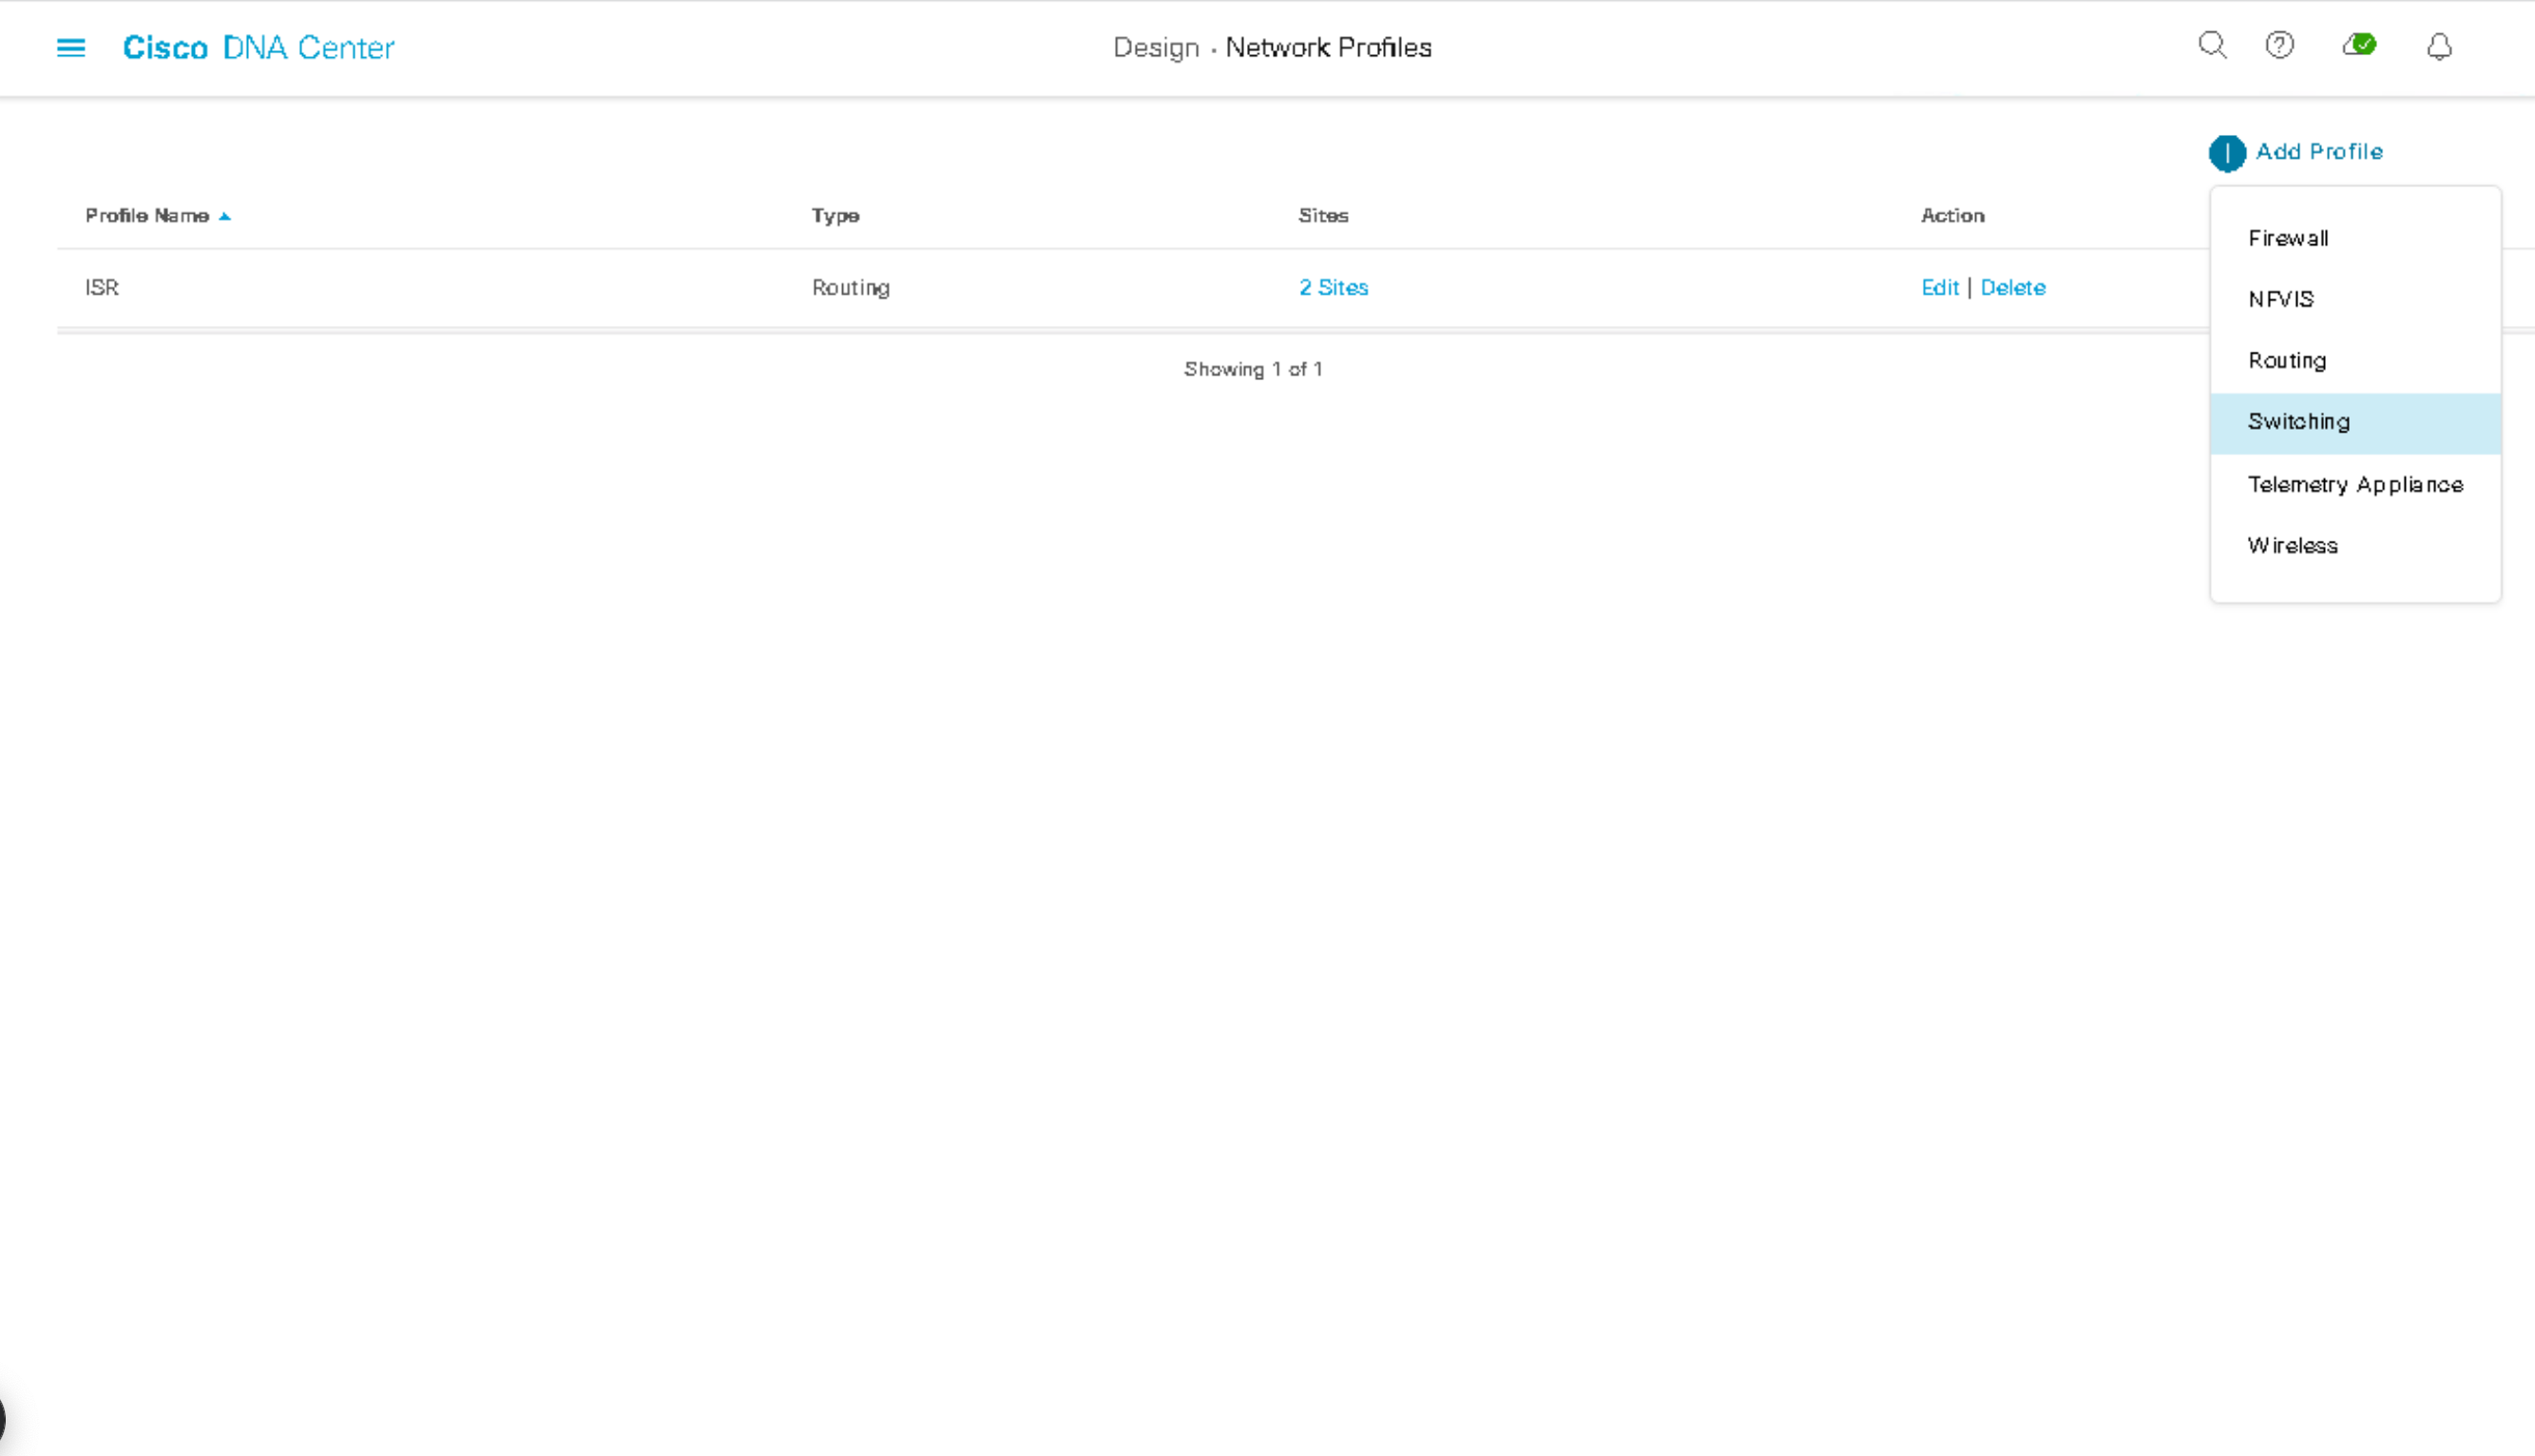 Cisco DNA Center
Design · Network Profiles
Add Profile
Profile Name Type Sites Action
ISR Routing 2 Sites Edit | Delete
Showing 1 of 1
Firewall
NFVIS
Routing
Switching
Telemetry Appliance
Wireless